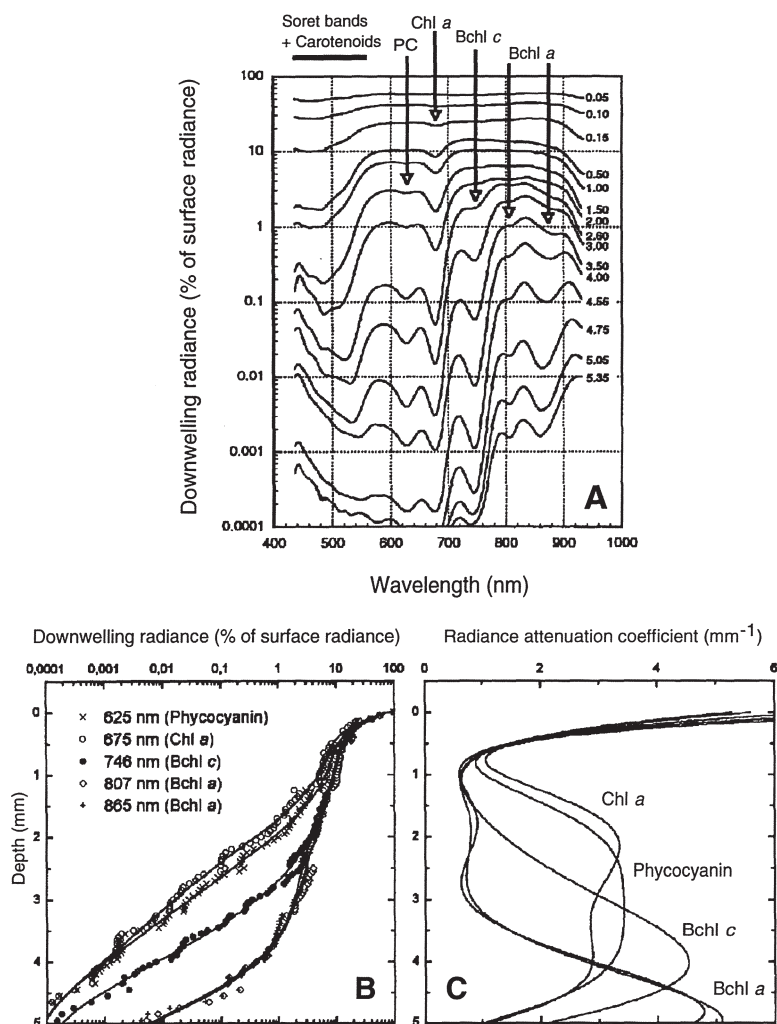 Soret bands
+ Carotenoids
PC
Chl a
Bchl c
Bchl a
Downwelling radiance (% of surface radiance)
100
10
1
0.1
0.01
0.001
0.0001
0.05
0.10
0.15
0.50
1.00
1.50
2.00
2.60
3.00
3.50
4.00
4.56
4.75
5.05
5.35
A
400 500 600 700 800 900 1000
Wavelength (nm)
Downwelling radiance (% of surface radiance)
0,0001 0,001 0,01 0,1 1 10 100
0
1
2
3
4
5
Depth (mm)
× 625 nm (Phycocyanin)
○ 675 nm (Chl a)
● 746 nm (Bchl c)
◇ 807 nm (Bchl a)
+ 865 nm (Bchl a)
B
Radiance attenuation coefficient (mm-1)
0 2 4 6
0
1
2
3
4
5
Chl a
Phycocyanin
Bchl c
Bchl a
C